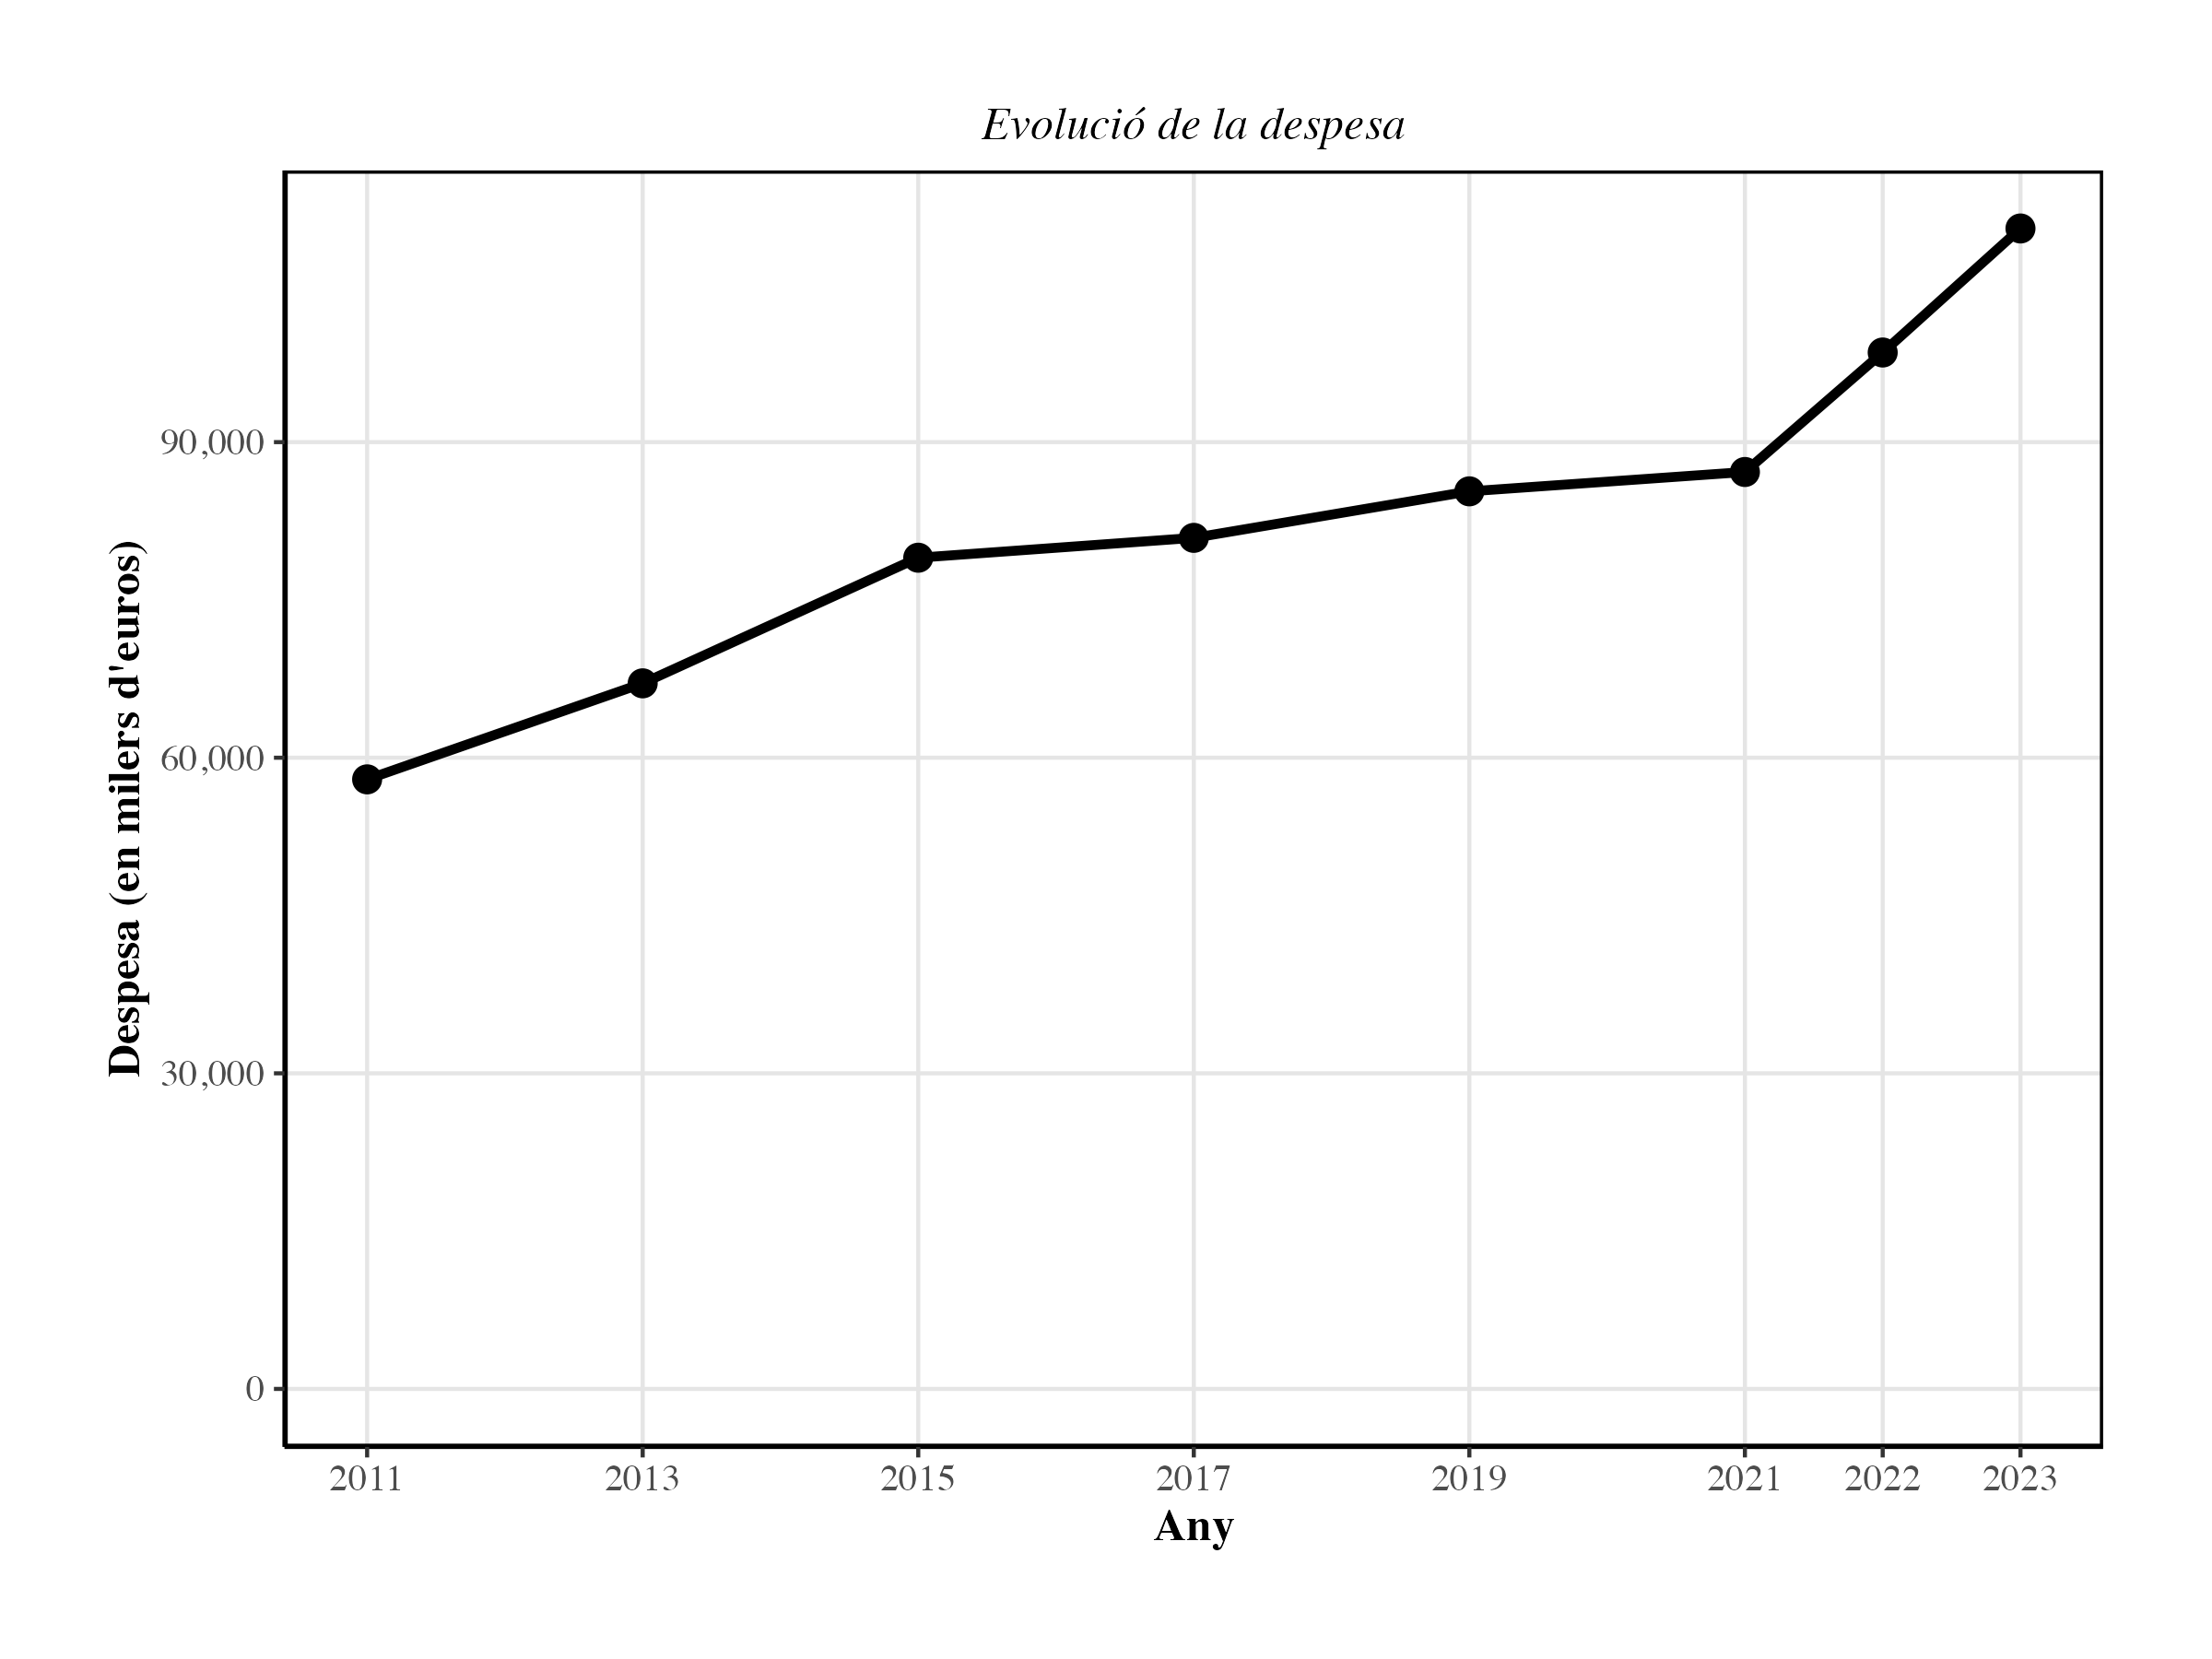 Evolució de la despesa
Despesa (en milers d'euros)
90,000
60,000
30,000
0
2011 2013 2015 2017 2019 2021 2022 2023
Any